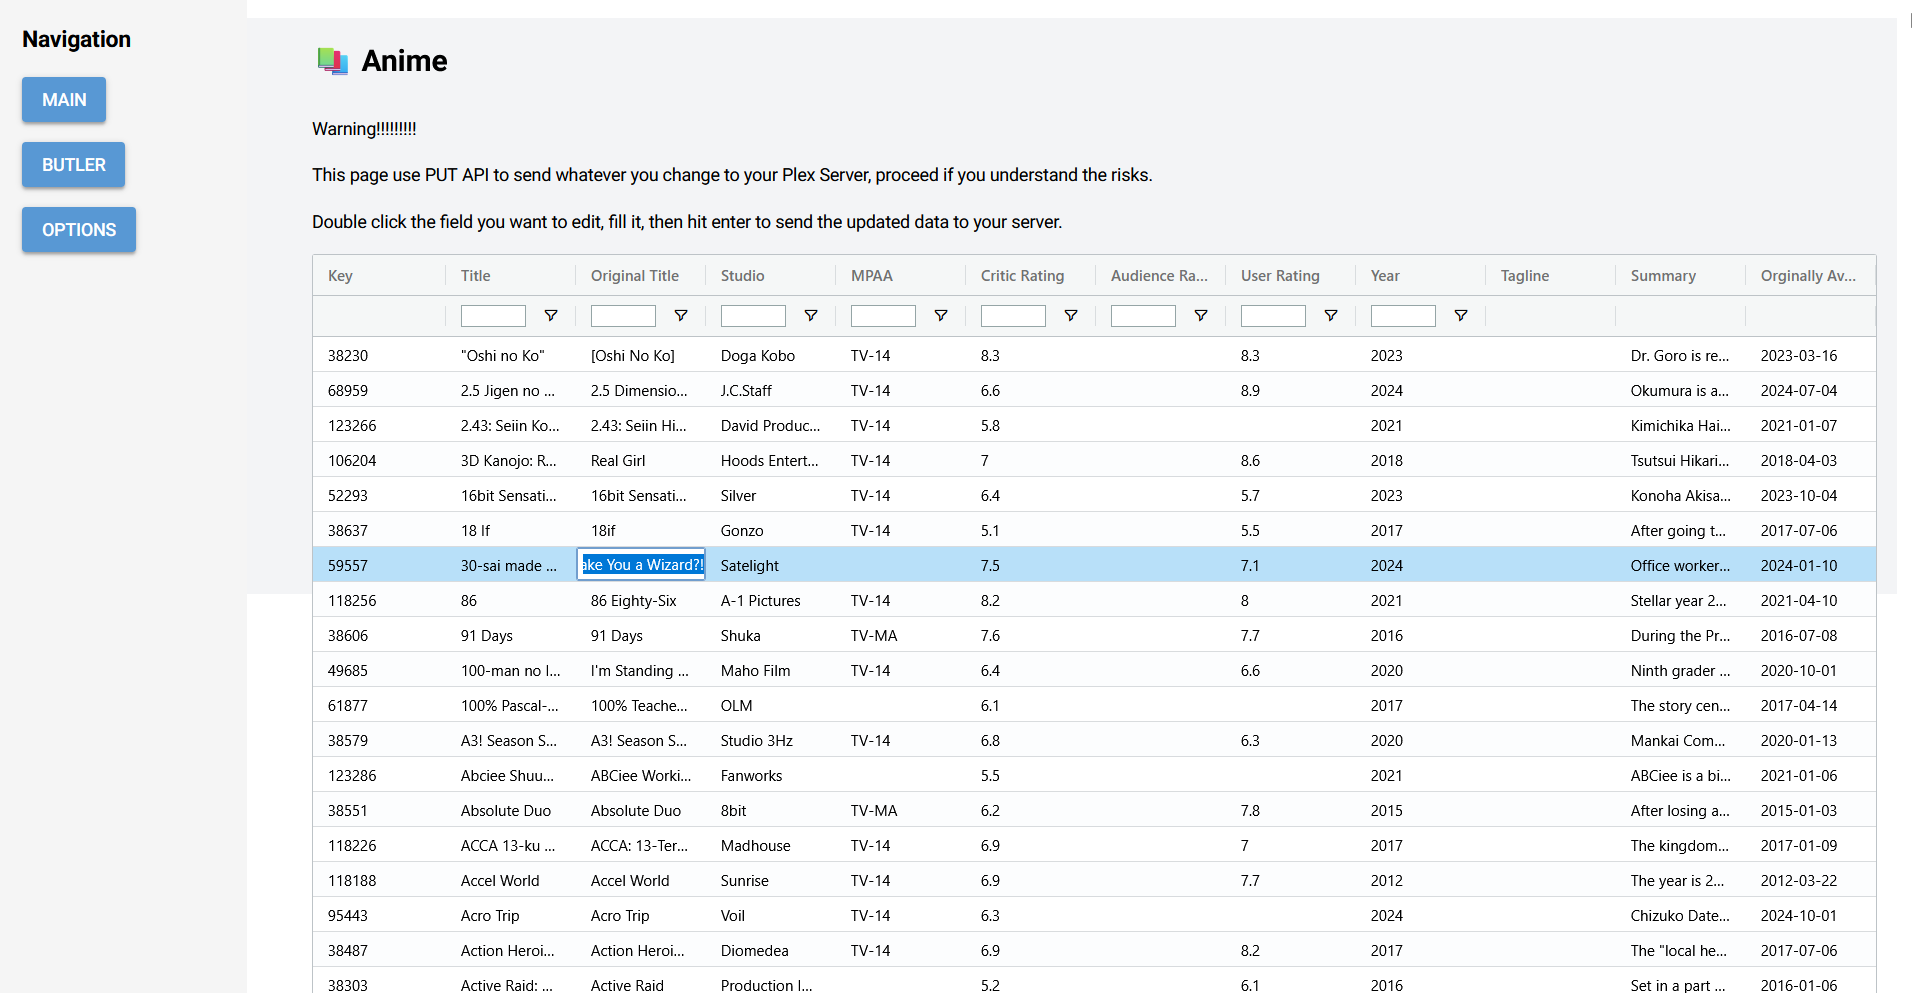 Navigation
MAIN
BUTLER
OPTIONS
Anime
Warning!!!!!!!!!
This page use PUT API to send whatever you change to your Plex Server, proceed if you understand the risks.
Double click the field you want to edit, fill it, then hit enter to send the updated data to your server.
Key Title Original Title Studio MPAA Critic Rating Audience Ra... User Rating Year Tagline Summary Orginally Av...
38230 "Oshi no Ko" [Oshi No Ko] Doga Kobo TV-14 8.3 8.3 2023 Dr. Goro is re... 2023-03-16
68959 2.5 Jigen no ... 2.5 Dimensio... J.C.Staff TV-14 6.6 8.9 2024 Okumura is a... 2024-07-04
123266 2.43: Seiin Ko... 2.43: Seiin Hi... David Produc... TV-14 5.8 2021 Kimichika Hai... 2021-01-07
106204 3D Kanojo: R... Real Girl Hoods Entert... TV-14 7 8.6 2018 Tsutsui Hikari... 2018-04-03
52293 16bit Sensati... 16bit Sensati... Silver TV-14 6.4 5.7 2023 Konoha Akisa... 2023-10-04
38637 18 If 18if Gonzo TV-14 5.1 5.5 2017 After going t... 2017-07-06
59557 30-sai made ... ake You a Wizard?! Satelight 7.5 7.1 2024 Office worker... 2024-01-10
118256 86 86 Eighty-Six A-1 Pictures TV-14 8.2 8 2021 Stellar year 2... 2021-04-10
38606 91 Days 91 Days Shuka TV-MA 7.6 7.7 2016 During the Pr... 2016-07-08
49685 100-man no I... I'm Standing ... Maho Film TV-14 6.4 6.6 2020 Ninth grader ... 2020-10-01
61877 100% Pascal-... 100% Teache... OLM 6.1 2017 The story cen... 2017-04-14
38579 A3! Season S... A3! Season S... Studio 3Hz TV-14 6.8 6.3 2020 Mankai Com... 2020-01-13
123286 Abciee Shuu... ABCiee Worki... Fanworks 5.5 2021 ABCiee is a bi... 2021-01-06
38551 Absolute Duo Absolute Duo 8bit TV-MA 6.2 7.8 2015 After losing a... 2015-01-03
118226 ACCA 13-ku ... ACCA: 13-Ter... Madhouse TV-14 6.9 7 2017 The kingdom... 2017-01-09
118188 Accel World Accel World Sunrise TV-14 6.9 7.7 2012 The year is 2... 2012-03-22
95443 Acro Trip Acro Trip Voil TV-14 6.3 2024 Chizuko Date... 2024-10-01
38487 Action Heroi... Action Heroi... Diomedea TV-14 6.9 8.2 2017 The "local he... 2017-07-06
38303 Active Raid: ... Active Raid Production I... 5.2 6.1 2016 Set in a part ... 2016-01-06